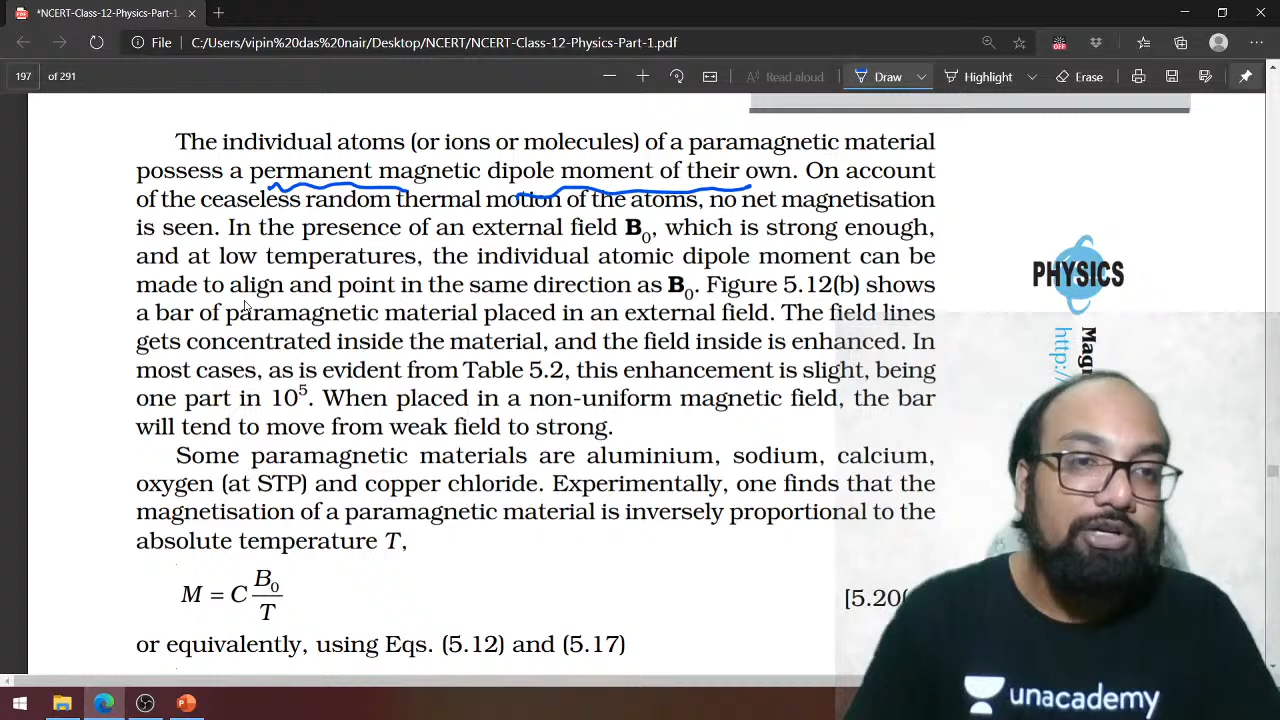 *NCERT-Class-12-Physics-Part-1.
File C:/Users/vipin%20das%20nair/Desktop/NCERT/NCERT-Class-12-Physics-Part-1.pdf
197 of 291 Read aloud Draw Highlight Erase
The individual atoms (or ions or molecules) of a paramagnetic material
possess a permanent magnetic dipole moment of their own. On account
of the ceaseless random thermal motion of the atoms, no net magnetisation
is seen. In the presence of an external field B₀, which is strong enough,
and at low temperatures, the individual atomic dipole moment can be
made to align and point in the same direction as B₀. Figure 5.12(b) shows
a bar of paramagnetic material placed in an external field. The field lines
gets concentrated inside the material, and the field inside is enhanced. In
most cases, as is evident from Table 5.2, this enhancement is slight, being
one part in 10⁵. When placed in a non-uniform magnetic field, the bar
will tend to move from weak field to strong.
Some paramagnetic materials are aluminium, sodium, calcium,
oxygen (at STP) and copper chloride. Experimentally, one finds that the
magnetisation of a paramagnetic material is inversely proportional to the
absolute temperature T,
M = C B₀/T [5.20(
or equivalently, using Eqs. (5.12) and (5.17)
PHYSICS
Magn
http:/
OFF
unacademy